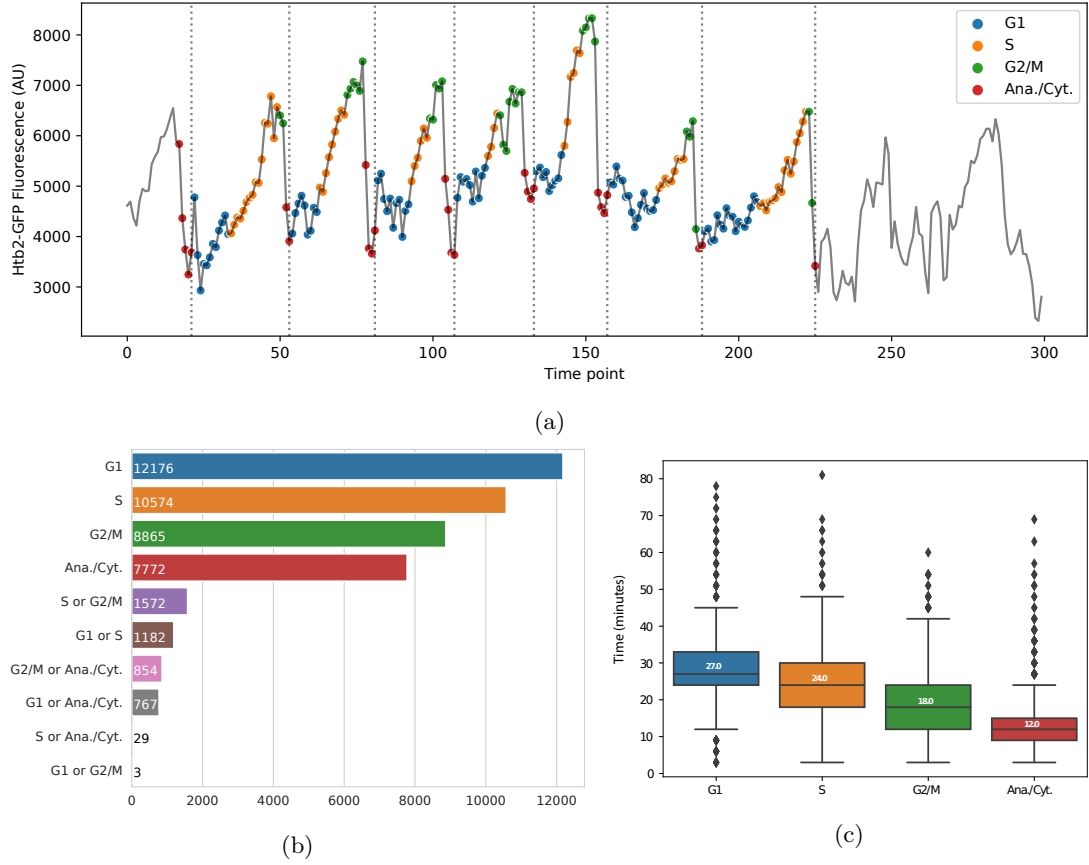 8000
7000
6000
5000
4000
3000
Htb2-GFP Fluorescence (AU)
G1
S
G2/M
Ana./Cyt.
0 50 100 150 200 250 300
Time point
(a)
G1 12176
S 10574
G2/M 8865
Ana./Cyt. 7772
S or G2/M 1572
G1 or S 1182
G2/M or Ana./Cyt. 854
G1 or Ana./Cyt. 767
S or Ana./Cyt. 29
G1 or G2/M 3
0 2000 4000 6000 8000 10000 12000
(b)
80
70
60
50
40
30
20
10
0
Time (minutes)
27.0
24.0
18.0
12.0
G1 S G2/M Ana./Cyt.
(c)